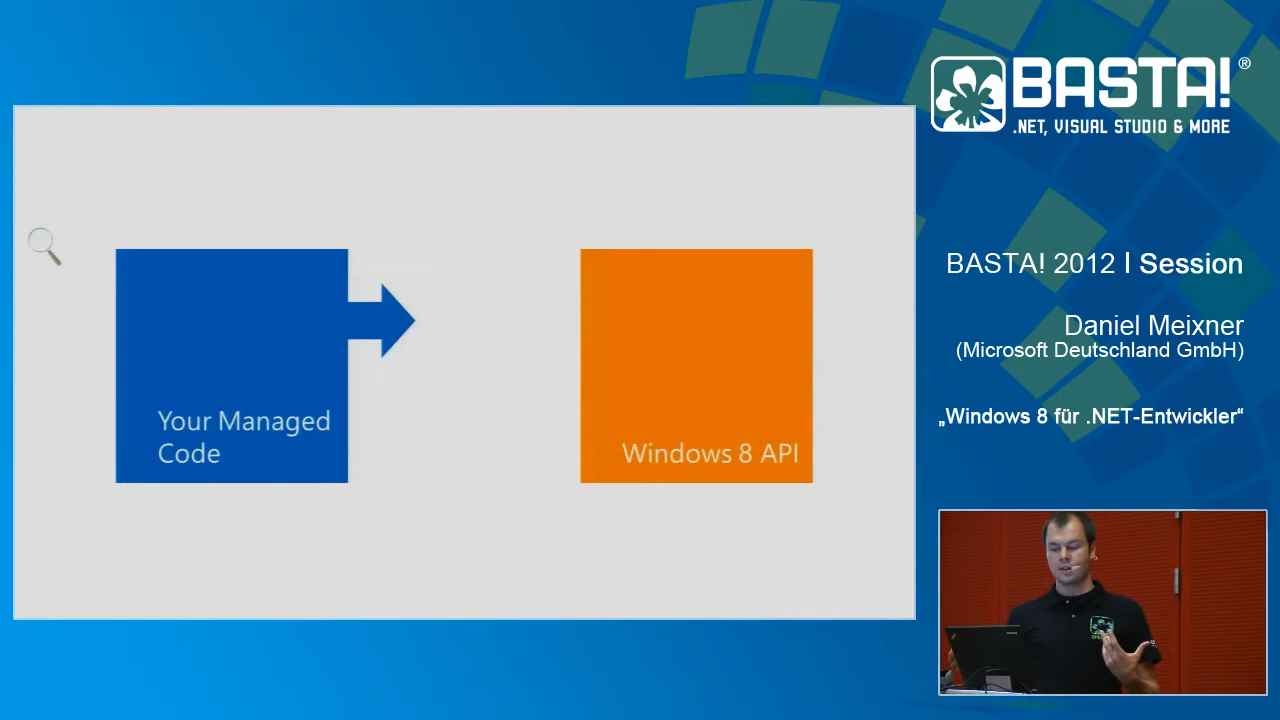 BASTA!®
.NET, VISUAL STUDIO & MORE
BASTA! 2012 I Session
Daniel Meixner
(Microsoft Deutschland GmbH)
„Windows 8 für .NET-Entwickler“
Your Managed
Code
Windows 8 API